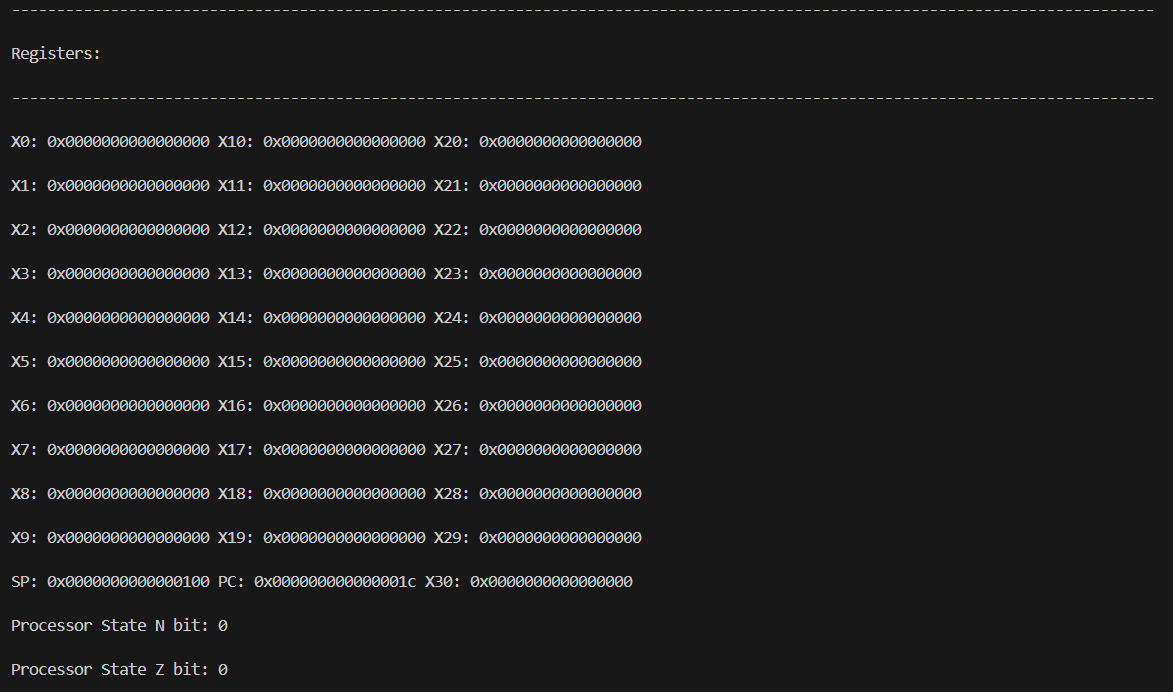 -------------------------------------------------------------------------------------------------------------------------------
Registers:
-------------------------------------------------------------------------------------------------------------------------------
X0: 0x0000000000000000 X10: 0x0000000000000000 X20: 0x0000000000000000
X1: 0x0000000000000000 X11: 0x0000000000000000 X21: 0x0000000000000000
X2: 0x0000000000000000 X12: 0x0000000000000000 X22: 0x0000000000000000
X3: 0x0000000000000000 X13: 0x0000000000000000 X23: 0x0000000000000000
X4: 0x0000000000000000 X14: 0x0000000000000000 X24: 0x0000000000000000
X5: 0x0000000000000000 X15: 0x0000000000000000 X25: 0x0000000000000000
X6: 0x0000000000000000 X16: 0x0000000000000000 X26: 0x0000000000000000
X7: 0x0000000000000000 X17: 0x0000000000000000 X27: 0x0000000000000000
X8: 0x0000000000000000 X18: 0x0000000000000000 X28: 0x0000000000000000
X9: 0x0000000000000000 X19: 0x0000000000000000 X29: 0x0000000000000000
SP: 0x0000000000000100 PC: 0x000000000000001c X30: 0x0000000000000000
Processor State N bit: 0
Processor State Z bit: 0